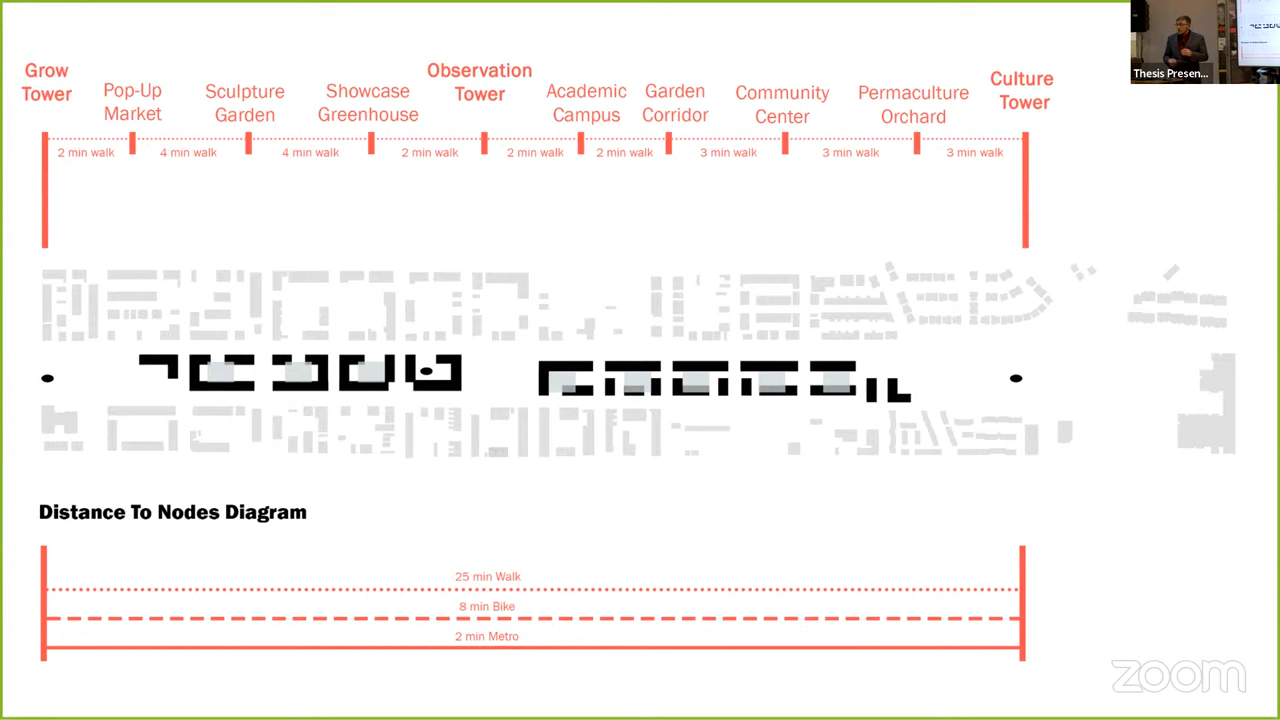 Grow
Tower
Pop-Up
Market
Sculpture
Garden
Showcase
Greenhouse
Observation
Tower
Academic
Campus
Garden
Corridor
Community
Center
Permaculture
Orchard
Culture
Tower
2 min walk
4 min walk
4 min walk
2 min walk
2 min walk
2 min walk
3 min walk
3 min walk
3 min walk
Distance To Nodes Diagram
25 min Walk
8 min Bike
2 min Metro
Thesis Presen...
zoom